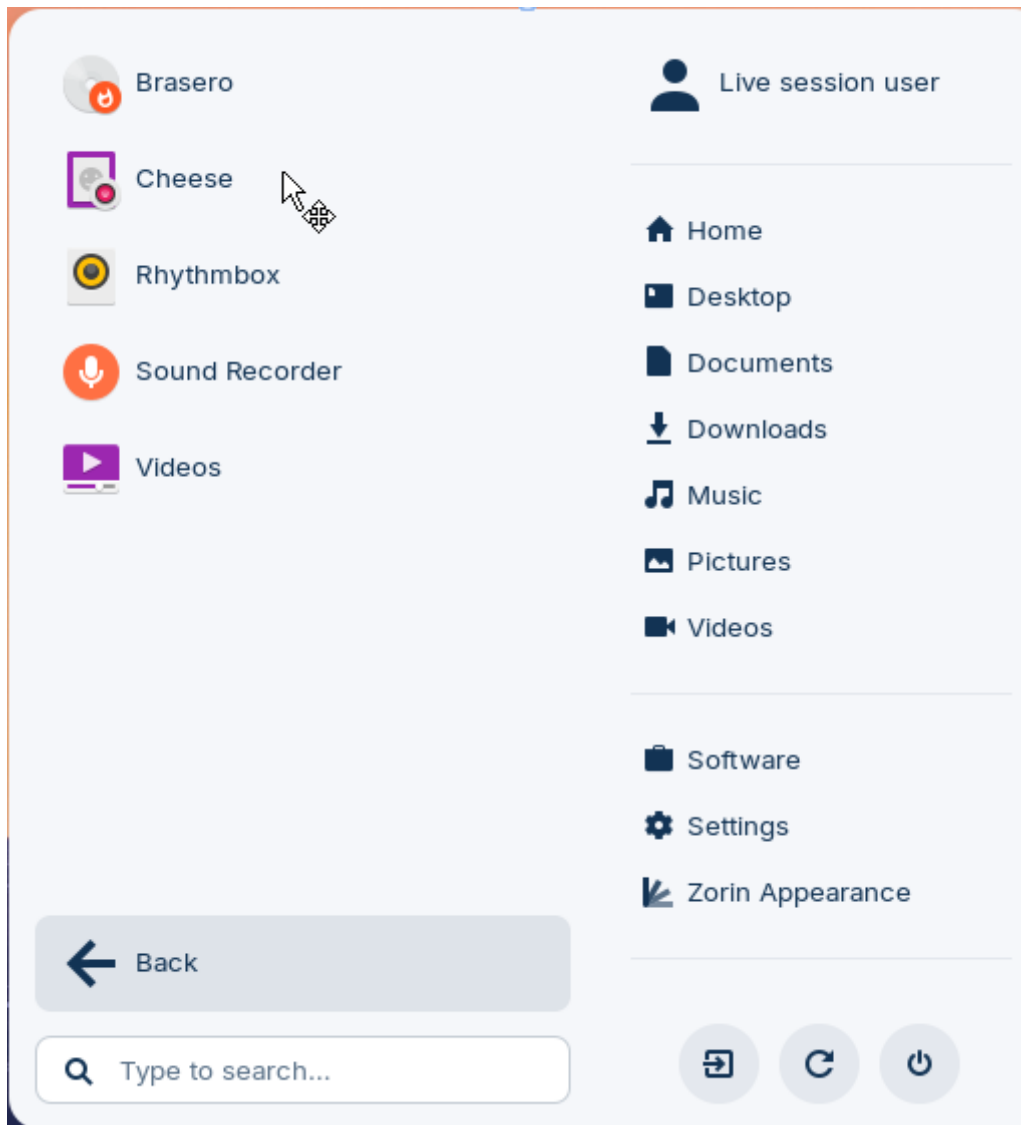 Brasero
Cheese
Rhythmbox
Sound Recorder
Videos
Back
Type to search...
Live session user
Home
Desktop
Documents
Downloads
Music
Pictures
Videos
Software
Settings
Zorin Appearance